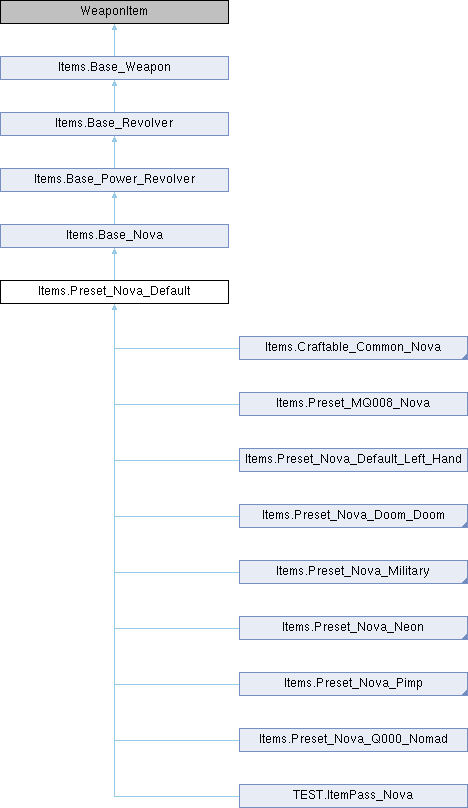 WeaponItem
Items.Base_Weapon
Items.Base_Revolver
Items.Base_Power_Revolver
Items.Base_Nova
Items.Preset_Nova_Default
Items.Craftable_Common_Nova
Items.Preset_MQ008_Nova
Items.Preset_Nova_Default_Left_Hand
Items.Preset_Nova_Doom_Doom
Items.Preset_Nova_Military
Items.Preset_Nova_Neon
Items.Preset_Nova_Pimp
Items.Preset_Nova_Q000_Nomad
TEST.ItemPass_Nova